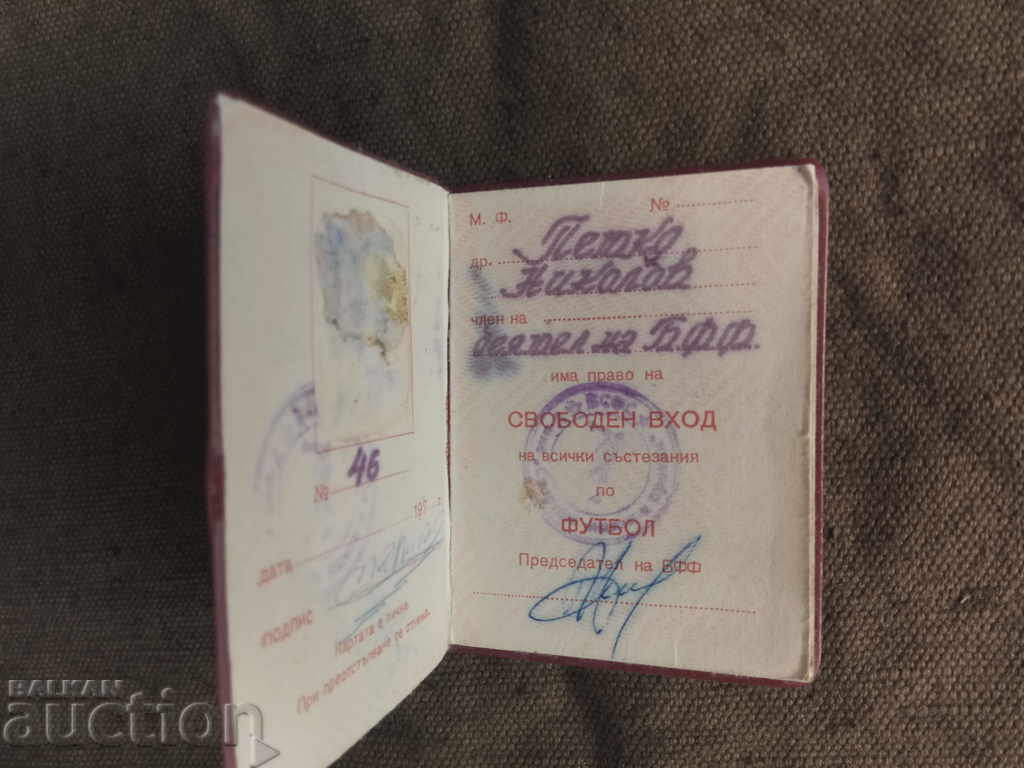 № 46
197 г.
дата
подпис
Картата е лична
При преотстъпване се отнема.
М. Ф. №
др. Петко
Николов
член на
деятел на БФФ.
има право на
СВОБОДЕН ВХОД
на всички състезания
по
ФУТБОЛ
Председател на БФФ
BALKAN
auction